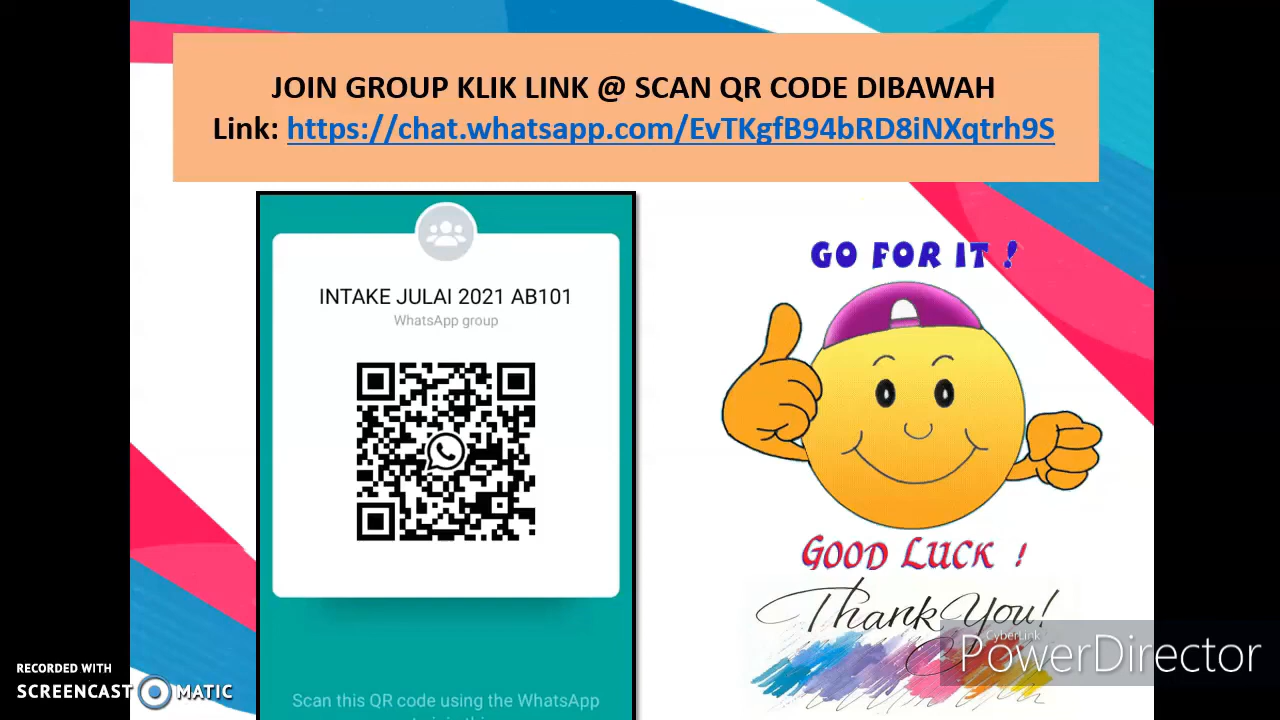 JOIN GROUP KLIK LINK @ SCAN QR CODE DIBAWAH
Link: https://chat.whatsapp.com/EvTKgfB94bRD8iNXqtrh9S
INTAKE JULAI 2021 AB101
WhatsApp group
Scan this QR code using the WhatsApp
GO FOR IT !
GOOD LUCK !
Thank You!
CyberLink
PowerDirector
RECORDED WITH
SCREENCAST MATIC